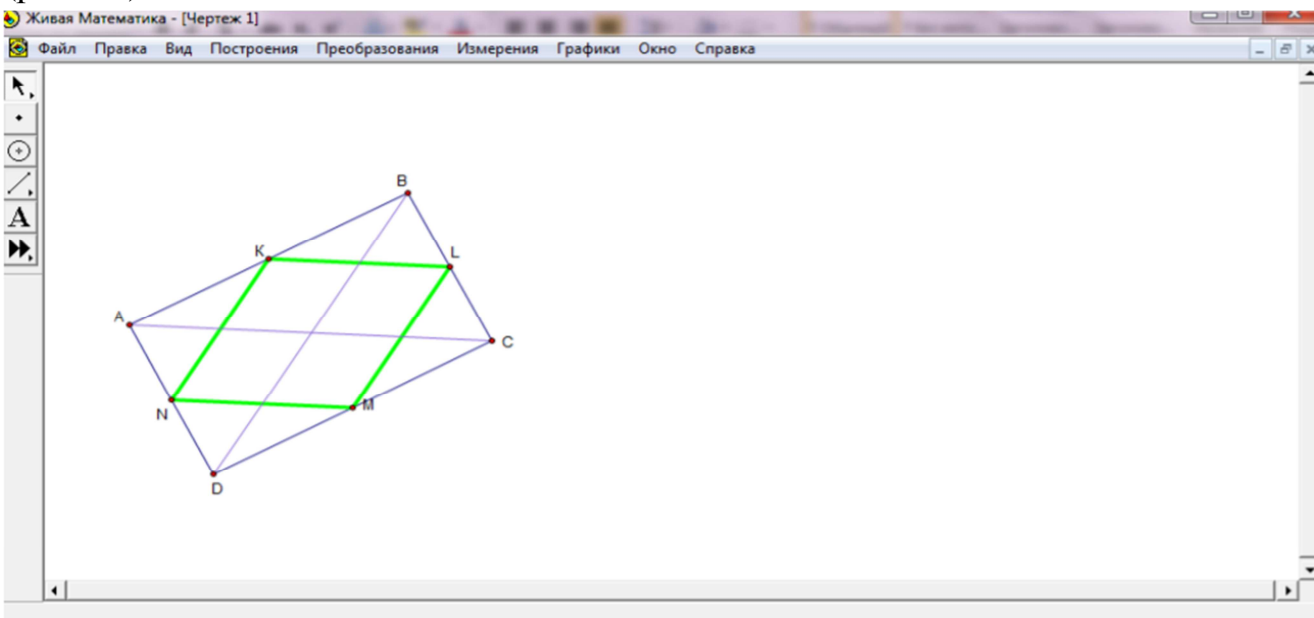 Живая Математика - [Чертеж 1]
Файл Правка Вид Построения Преобразования Измерения Графики Окно Справка
A
B
K
L
A
C
N
M
D